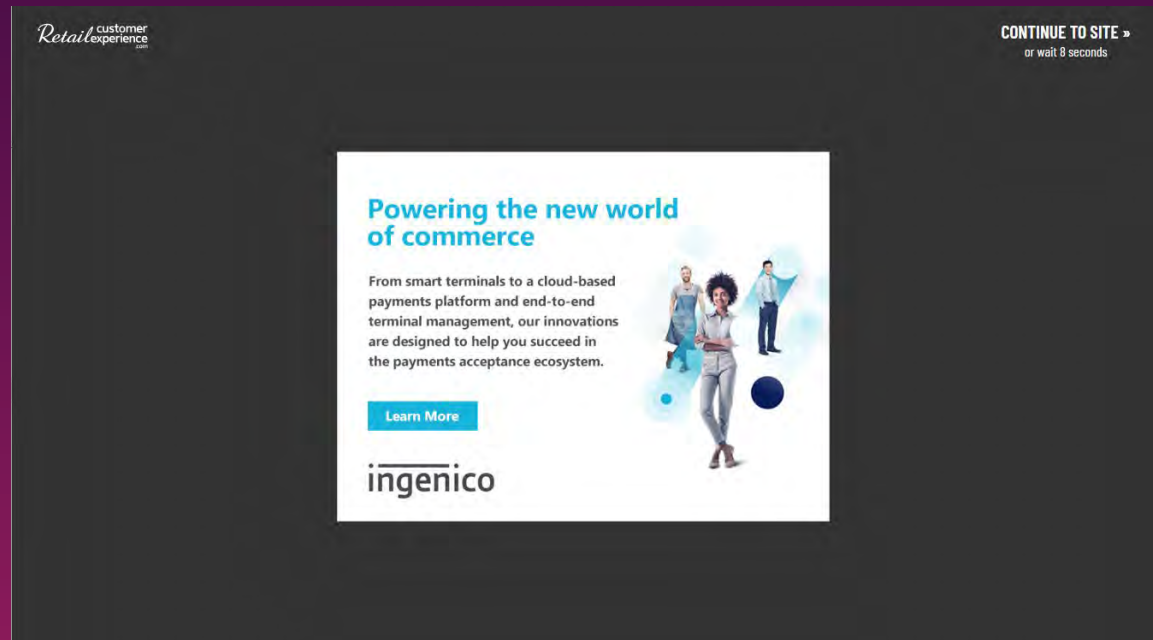 Retail customer
experience
.com
CONTINUE TO SITE »
or wait 8 seconds
Powering the new world
of commerce
From smart terminals to a cloud-based
payments platform and end-to-end
terminal management, our innovations
are designed to help you succeed in
the payments acceptance ecosystem.
Learn More
ingenico